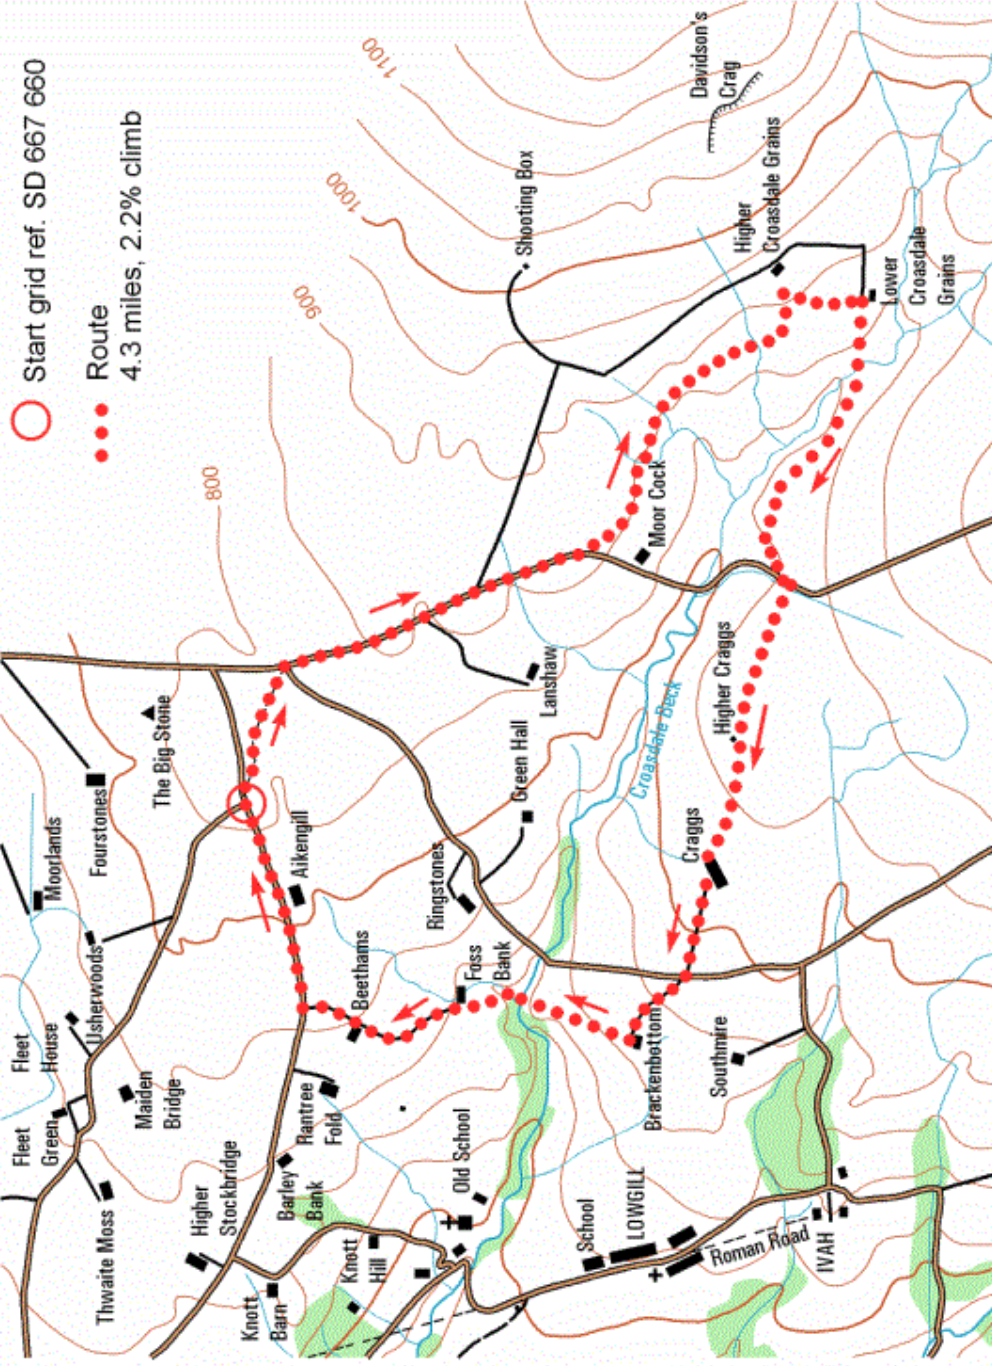 Start grid ref. SD 667 660
Route
4.3 miles, 2.2% climb
1100
1000
900
800
Davidson's
Crag
Shooting Box
Higher
Croasdale Grains
Lower
Croasdale
Grains
Moor Cock
The Big Stone
Fourstones
Moorlands
Usherwoods
Fleet
House
Fleet
Green
Maiden
Bridge
Thwaite Moss
Higher
Stockbridge
Knott
Barn
Barley
Bank
Rantree
Fold
Knott
Hill
Old School
Aikengill
Beethams
Ringstones
Foss
Bank
Green Hall
Lanshaw
Croasdale Beck
Higher Craggs
Craggs
Brackenbottom
Southmire
School
LOWGILL
Roman Road
IVAH